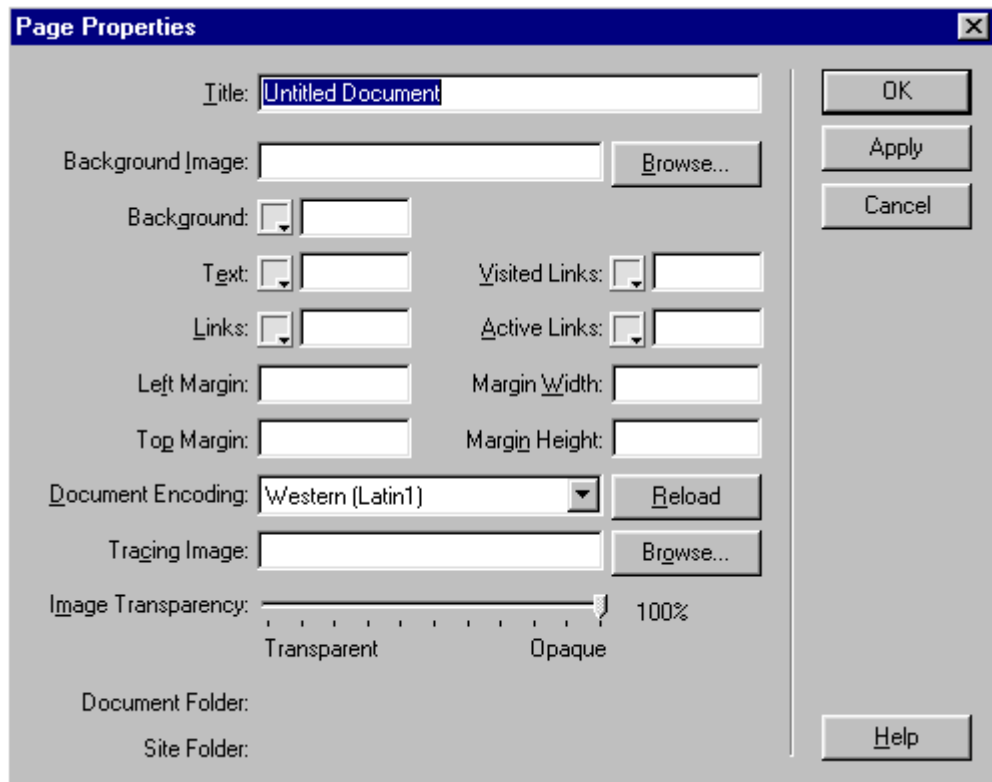 Page Properties
Title: Untitled Document
OK
Background Image: Browse...
Apply
Background:
Cancel
Text: Visited Links:
Links: Active Links:
Left Margin: Margin Width:
Top Margin: Margin Height:
Document Encoding: Western (Latin1) Reload
Tracing Image: Browse...
Image Transparency: 100%
Transparent Opaque
Document Folder:
Site Folder:
Help